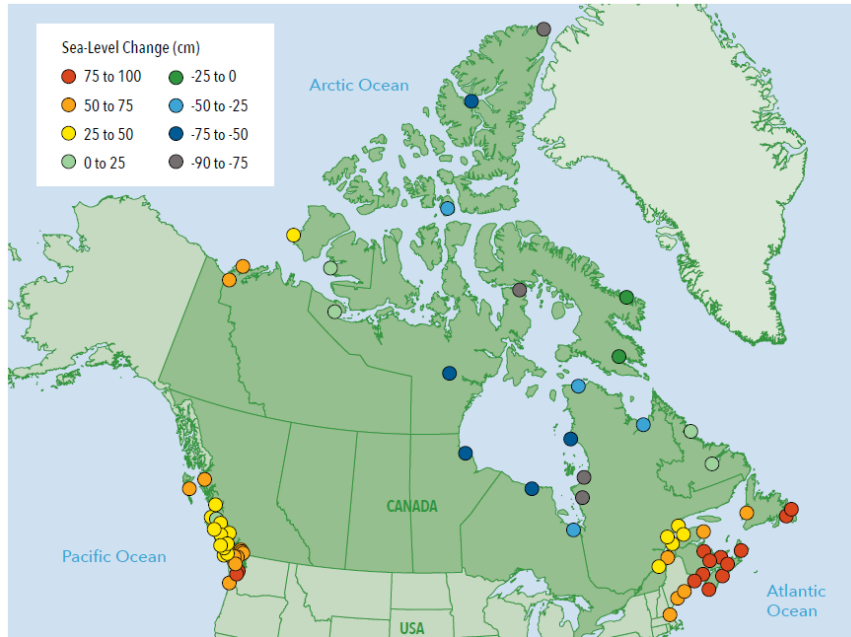 Sea-Level Change (cm)
75 to 100
50 to 75
25 to 50
0 to 25
-25 to 0
-50 to -25
-75 to -50
-90 to -75
Arctic Ocean
CANADA
Pacific Ocean
Atlantic
Ocean
USA